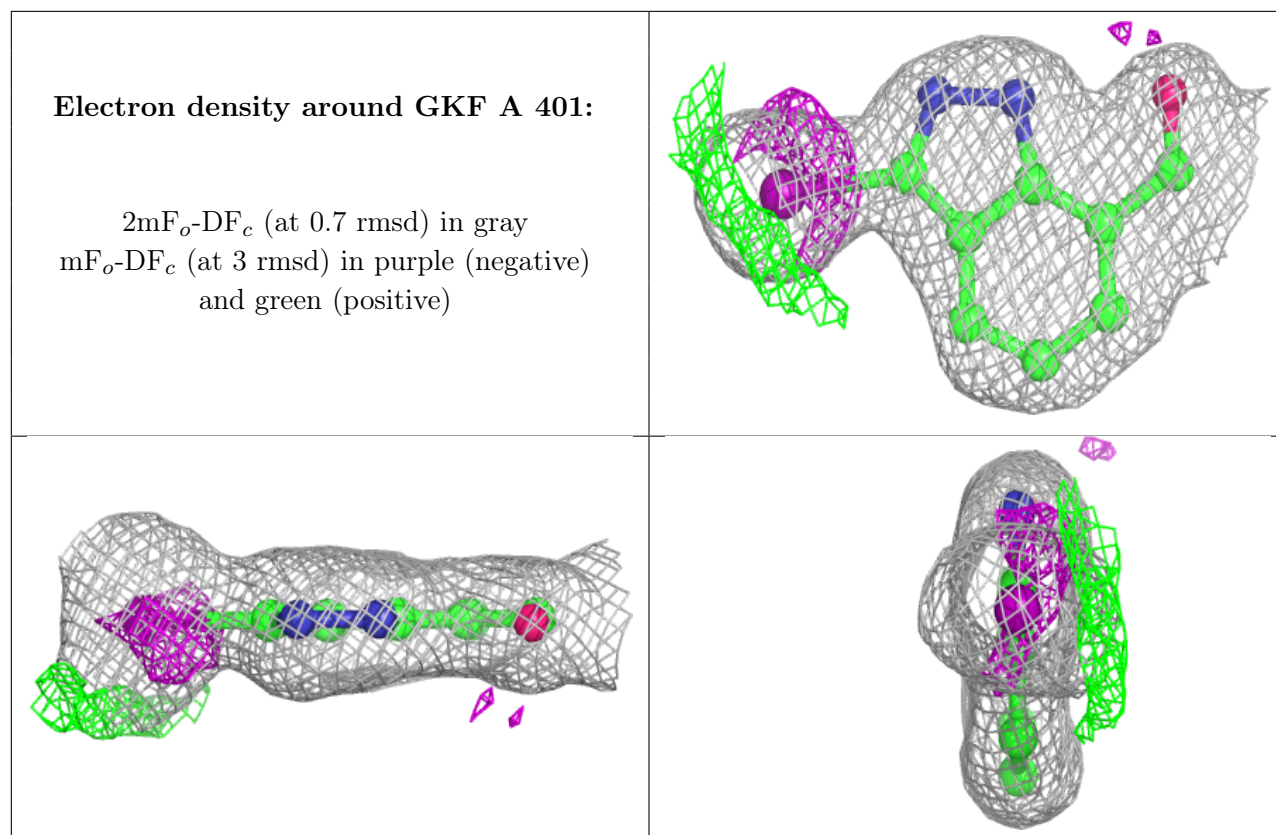 Electron density around GKF A 401:
2mFo-DFc (at 0.7 rmsd) in gray
mFo-DFc (at 3 rmsd) in purple (negative)
and green (positive)